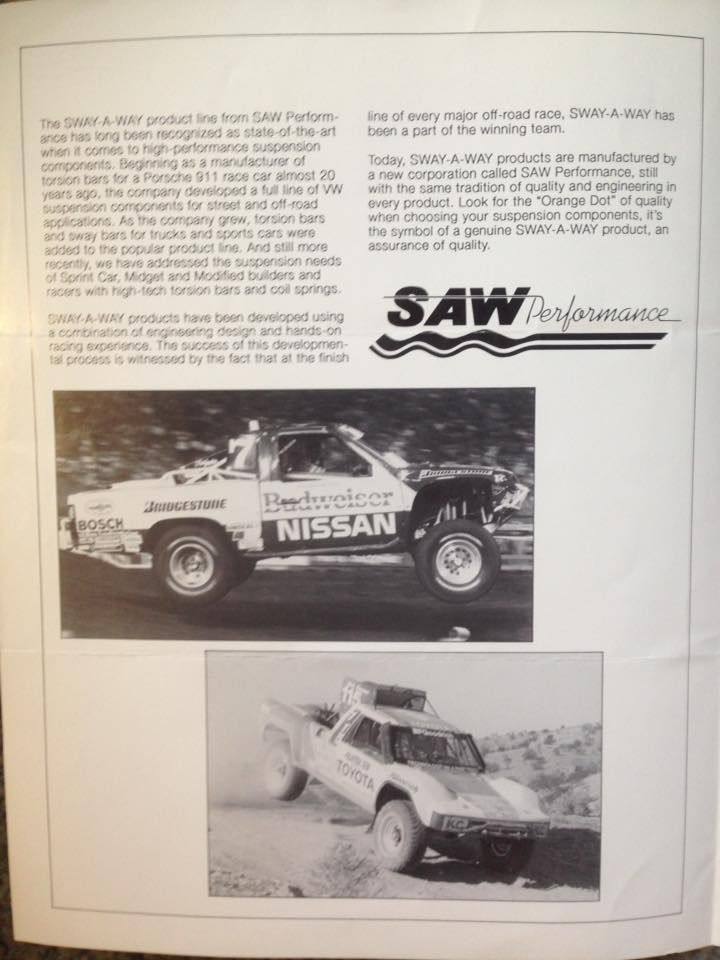 The SWAY-A-WAY product line from SAW Perform-
ance has long been recognized as state-of-the-art
when it comes to high-performance suspension
components. Beginning as a manufacturer of
torsion bars for a Porsche 911 race car almost 20
years ago, the company developed a full line of VW
suspension components for street and off-road
applications. As the company grew, torsion bars
and sway bars for trucks and sports cars were
added to the popular product line. And still more
recently, we have addressed the suspension needs
of Sprint Car, Midget and Modified builders and
racers with high-tech torsion bars and coil springs.
SWAY-A-WAY products have been developed using
a combination of engineering design and hands-on
racing experience. The success of this developmen-
tal process is witnessed by the fact that at the finish
line of every major off-road race, SWAY-A-WAY has
been a part of the winning team.
Today, SWAY-A-WAY products are manufactured by
a new corporation called SAW Performance, still
with the same tradition of quality and engineering in
every product. Look for the "Orange Dot" of quality
when choosing your suspension components, it's
the symbol of a genuine SWAY-A-WAY product, an
assurance of quality.
SAW Performance
7
BRIDGESTONE
BRIDGESTONE
Budweiser
NISSAN
BOSCH
TOYOTA
KC